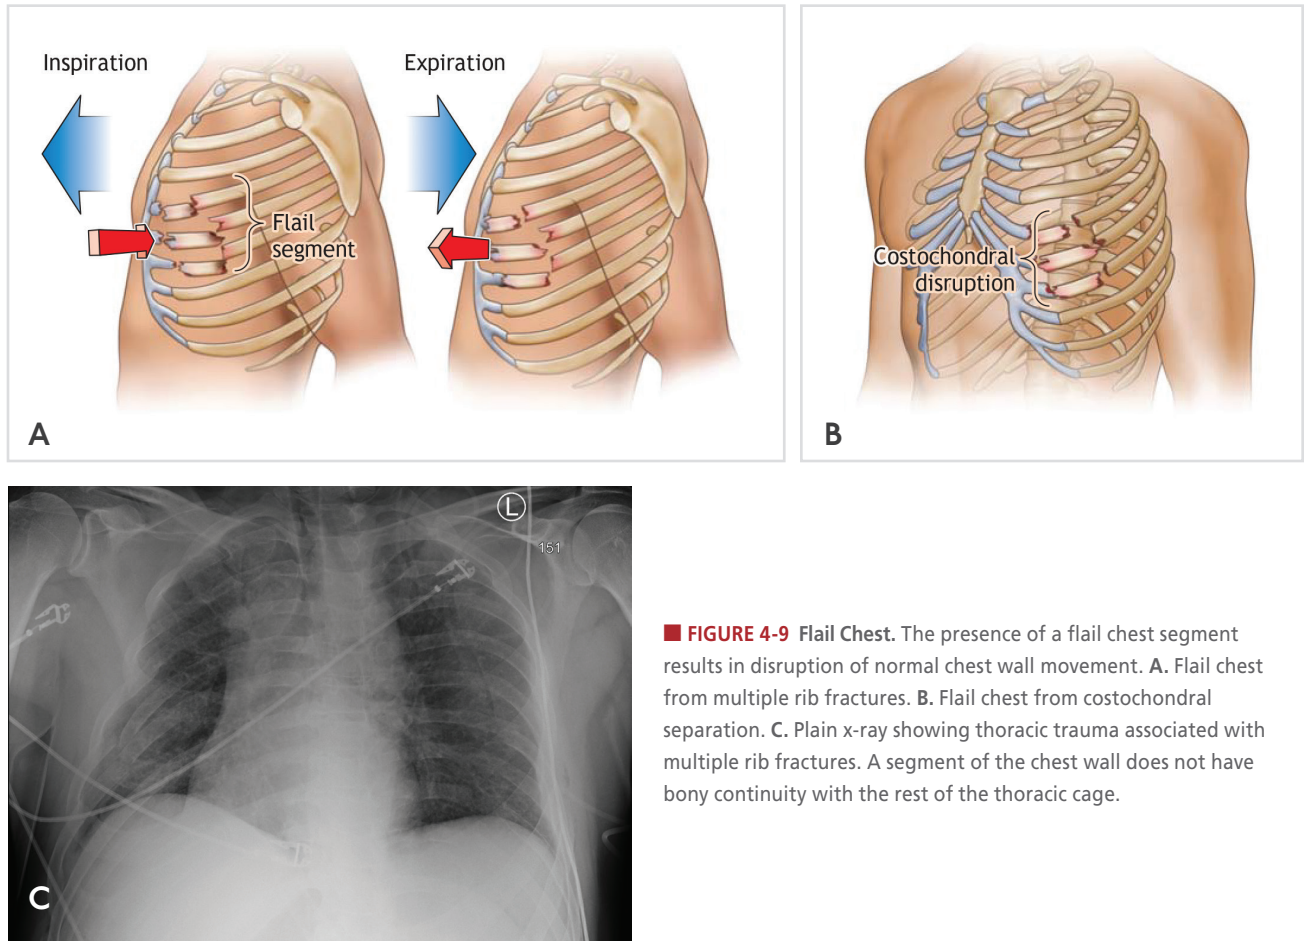 Inspiration
Expiration
Flail
segment
A
Costochondral
disruption
B
L
151
C
FIGURE 4-9 Flail Chest. The presence of a flail chest segment
results in disruption of normal chest wall movement. A. Flail chest
from multiple rib fractures. B. Flail chest from costochondral
separation. C. Plain x-ray showing thoracic trauma associated with
multiple rib fractures. A segment of the chest wall does not have
bony continuity with the rest of the thoracic cage.